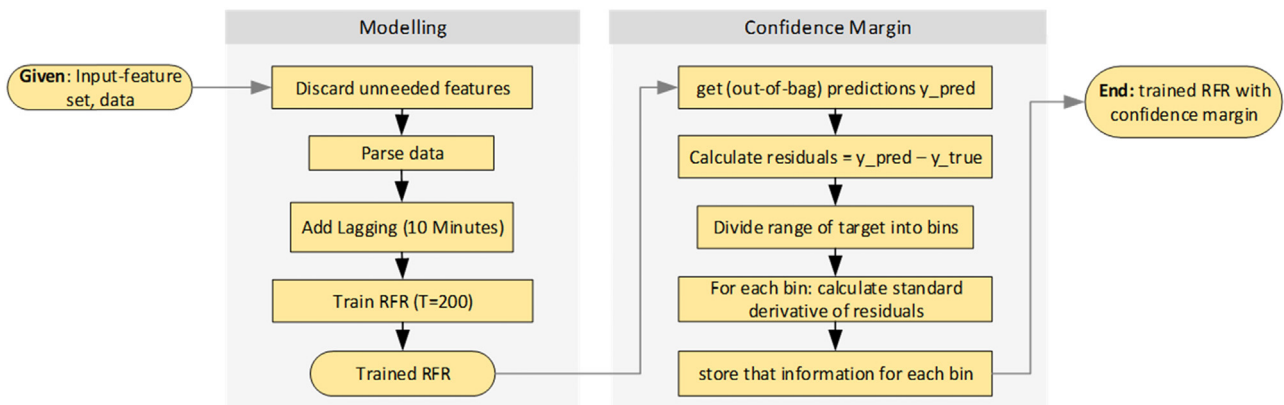 Modelling
Confidence Margin
Given: Input-feature
set, data
Discard unneeded features
Parse data
Add Lagging (10 Minutes)
Train RFR (T=200)
Trained RFR
get (out-of-bag) predictions y_pred
Calculate residuals = y_pred – y_true
Divide range of target into bins
For each bin: calculate standard
derivative of residuals
store that information for each bin
End: trained RFR with
confidence margin